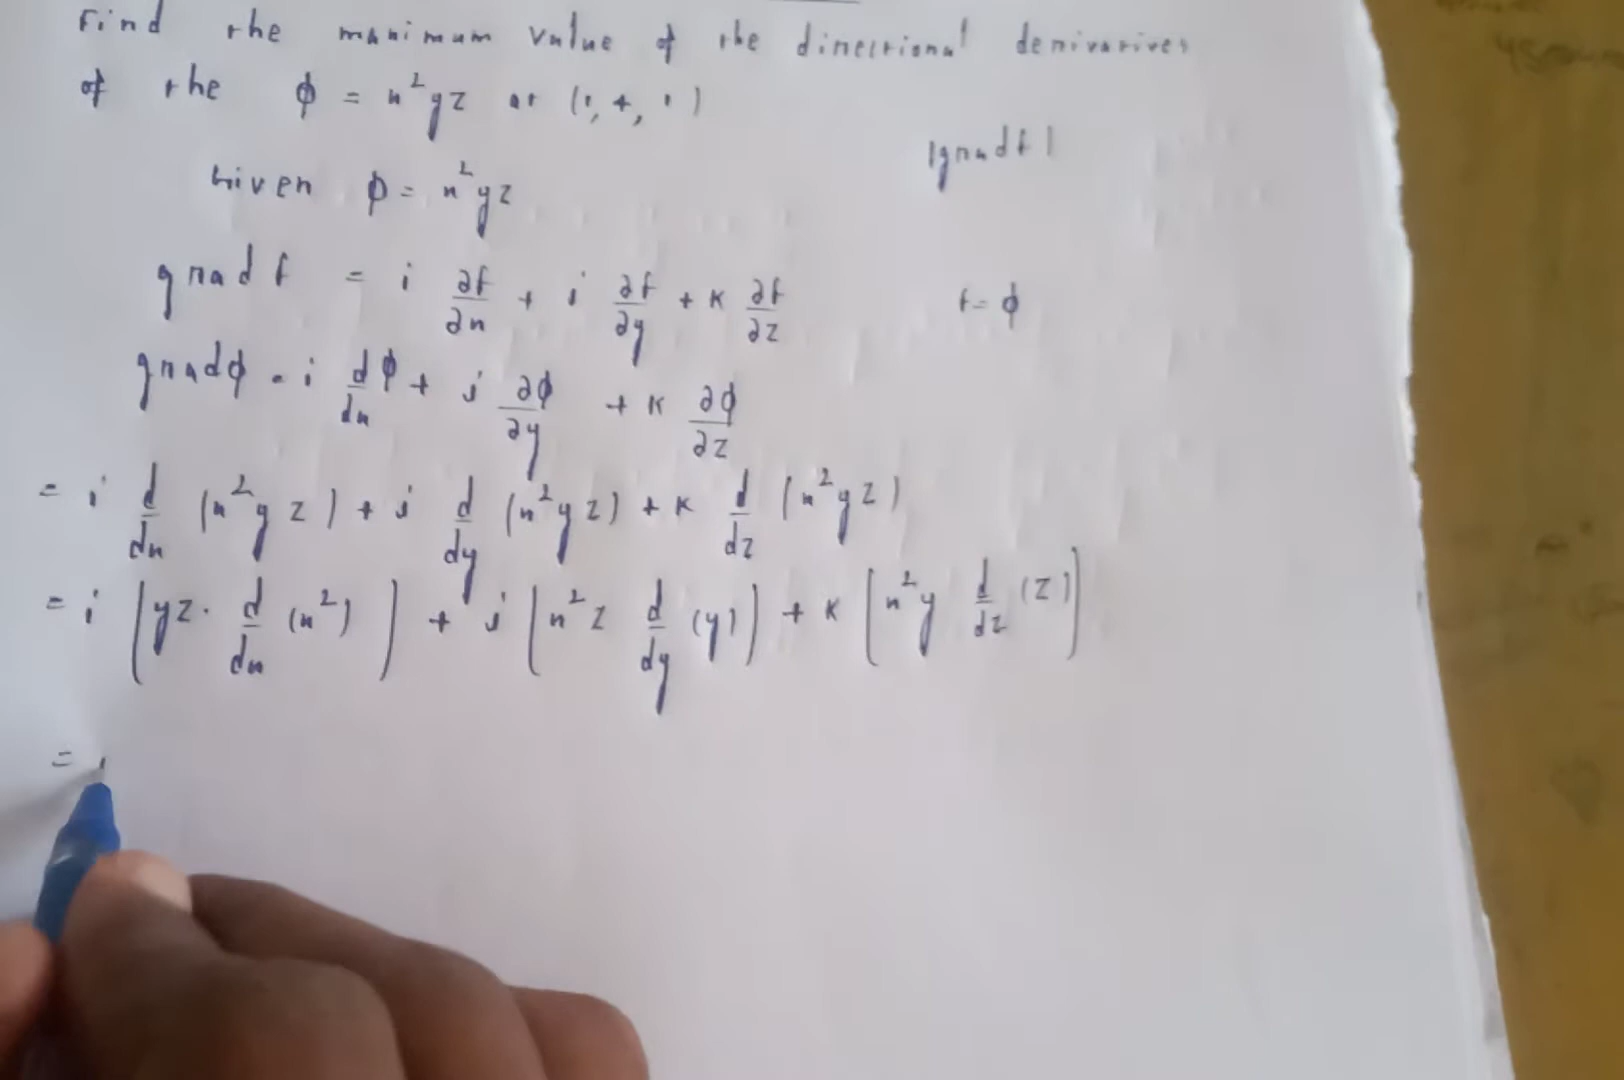 Find the maximum value of the directional derivatives
of the ϕ = x²yz at (1, 4, 1)
|grad f|
Given ϕ = x²yz
grad f = i ∂f/∂x + j ∂f/∂y + k ∂f/∂z
f = ϕ
grad ϕ = i dϕ/dx + j ∂ϕ/∂y + k ∂ϕ/∂z
= i d/dx (x²yz) + j d/dy (x²yz) + k d/dz (x²yz)
= i [yz · d/dx (x²)] + j [x²z d/dy (y)] + k [x²y d/dz (z)]
=